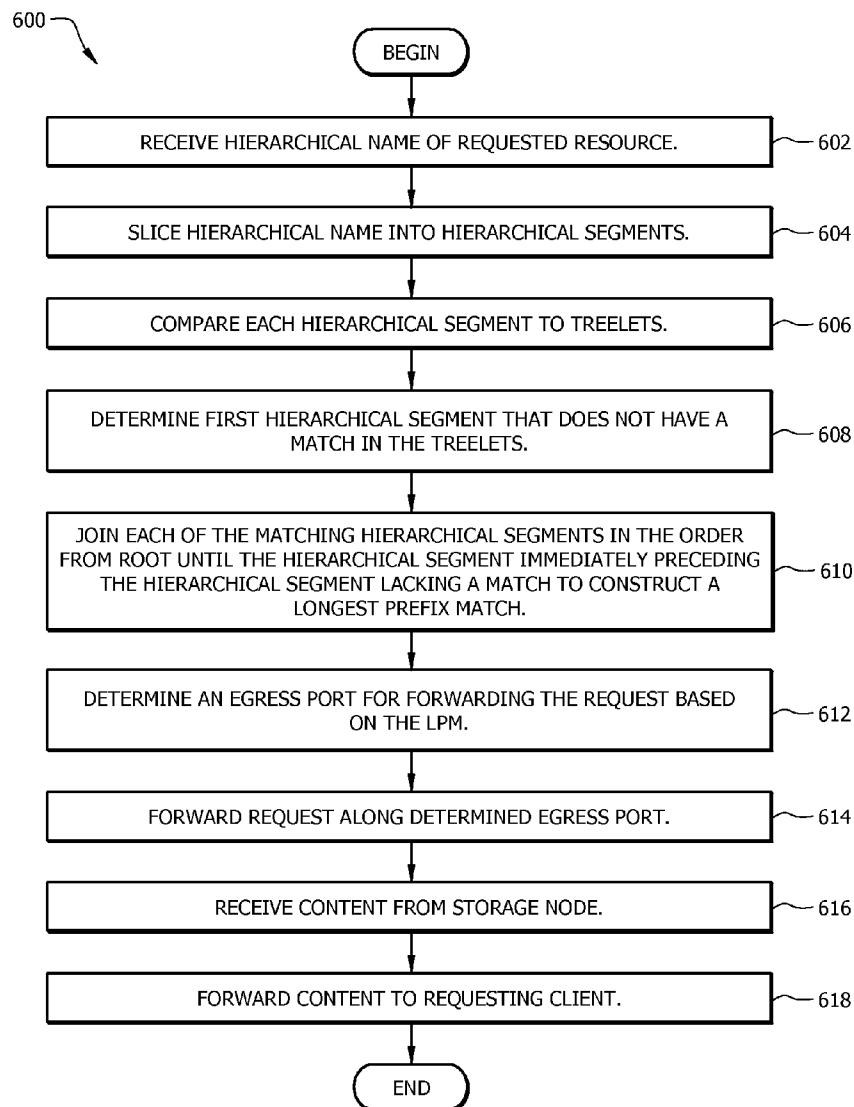 600
BEGIN
RECEIVE HIERARCHICAL NAME OF REQUESTED RESOURCE.
602
SLICE HIERARCHICAL NAME INTO HIERARCHICAL SEGMENTS.
604
COMPARE EACH HIERARCHICAL SEGMENT TO TREELETS.
606
DETERMINE FIRST HIERARCHICAL SEGMENT THAT DOES NOT HAVE A
MATCH IN THE TREELETS.
608
JOIN EACH OF THE MATCHING HIERARCHICAL SEGMENTS IN THE ORDER
FROM ROOT UNTIL THE HIERARCHICAL SEGMENT IMMEDIATELY PRECEDING
THE HIERARCHICAL SEGMENT LACKING A MATCH TO CONSTRUCT A
LONGEST PREFIX MATCH.
610
DETERMINE AN EGRESS PORT FOR FORWARDING THE REQUEST BASED
ON THE LPM.
612
FORWARD REQUEST ALONG DETERMINED EGRESS PORT.
614
RECEIVE CONTENT FROM STORAGE NODE.
616
FORWARD CONTENT TO REQUESTING CLIENT.
618
END